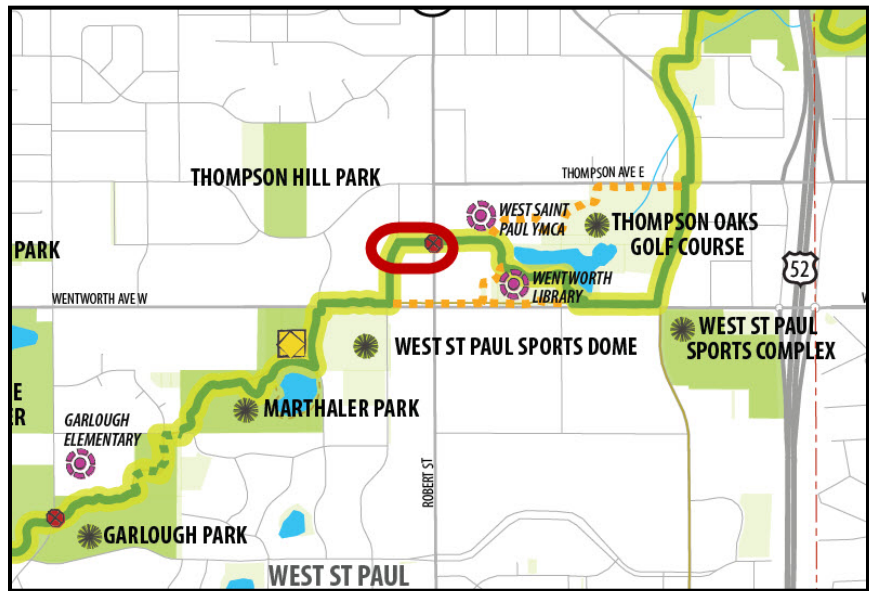 THOMPSON AVE E
THOMPSON HILL PARK
WEST SAINT
PAUL YMCA
THOMPSON OAKS
GOLF COURSE
PARK
52
WENTWORTH
LIBRARY
WENTWORTH AVE W
W
WEST ST PAUL SPORTS DOME
WEST ST PAUL
SPORTS COMPLEX
E
ER
MARTHALER PARK
GARLOUGH
ELEMENTARY
ROBERT ST
GARLOUGH PARK
WEST ST PAUL